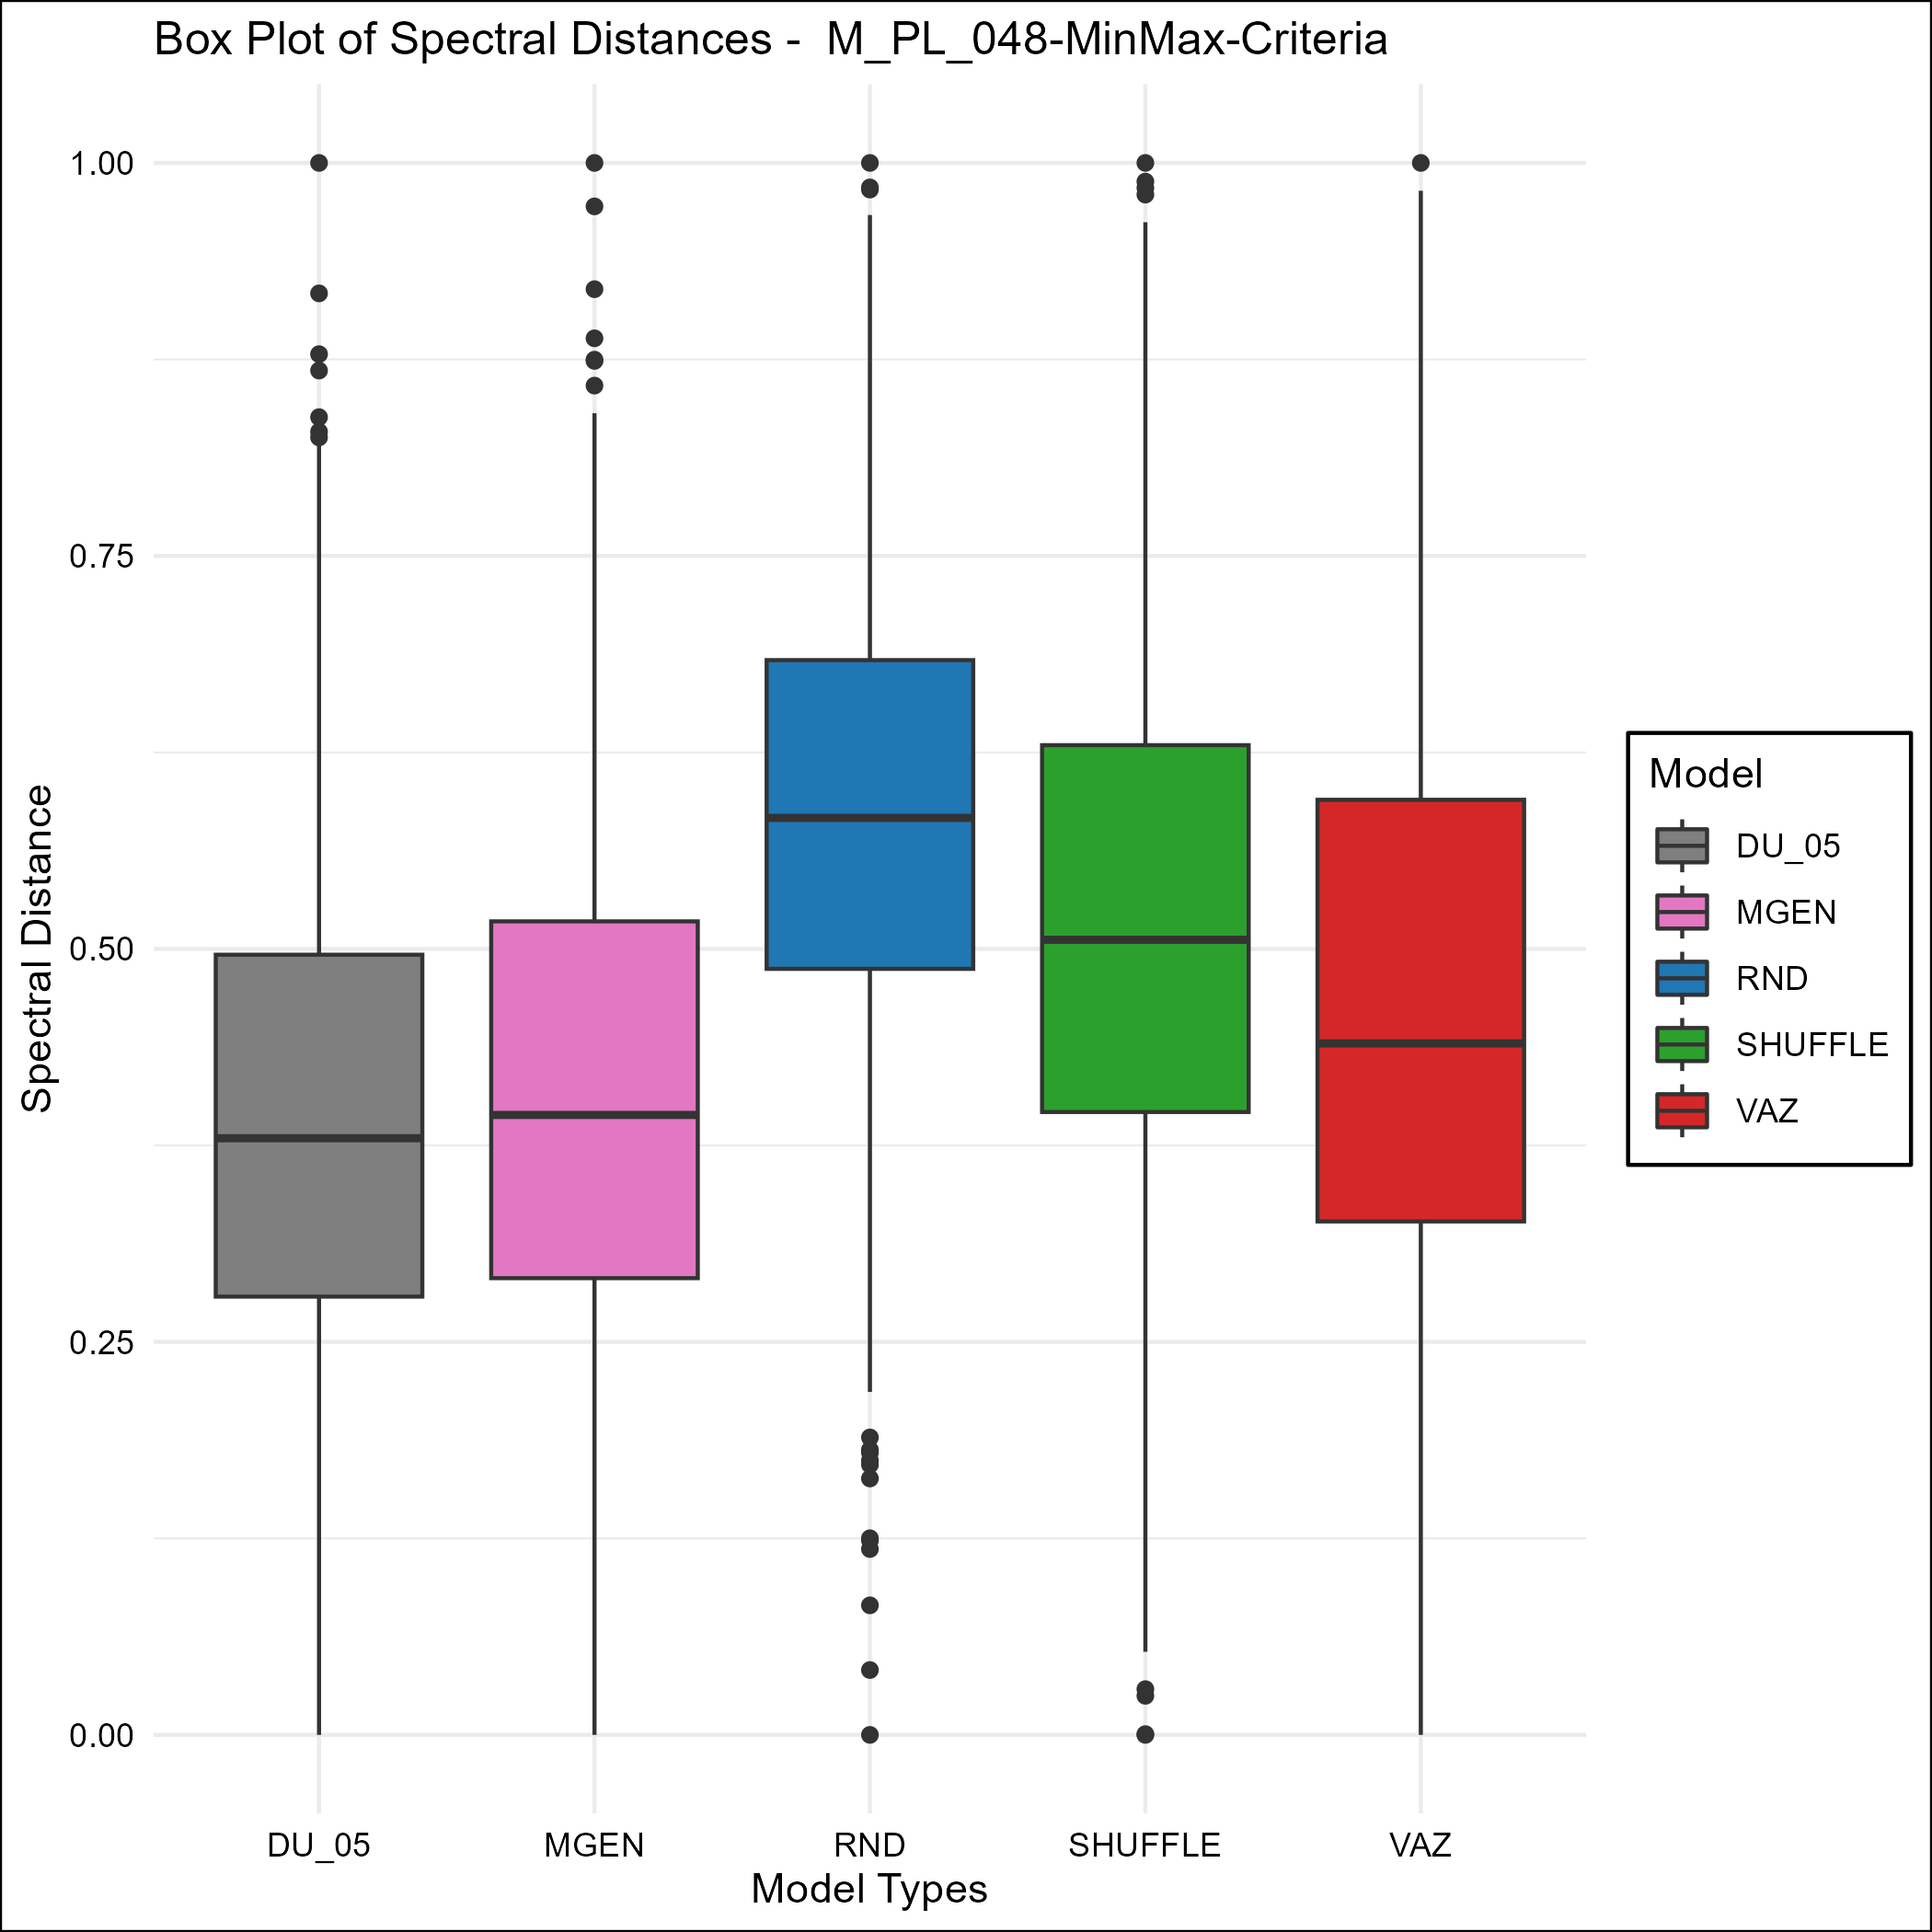 Box Plot of Spectral Distances -  M_PL_048-MinMax-Criteria
Spectral Distance
1.00
0.75
0.50
0.25
0.00
DU_05
MGEN
RND
SHUFFLE
VAZ
Model Types
Model
DU_05
MGEN
RND
SHUFFLE
VAZ